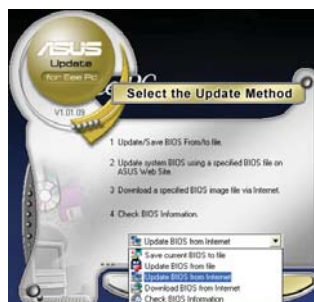 ASUS
Update
for Eee Pc
V1.01.09
Select the Update Method
1 Update/Save BIOS From/to file.
2 Update system BIOS using a specified BIOS file on
ASUS Web Site.
3 Download a specified BIOS image file via Internet.
4 Check BIOS Information.
Update BIOS from Internet
Save current BIOS to file
Update BIOS from file
Update BIOS from Internet
Download BIOS from Internet
Check BIOS Information